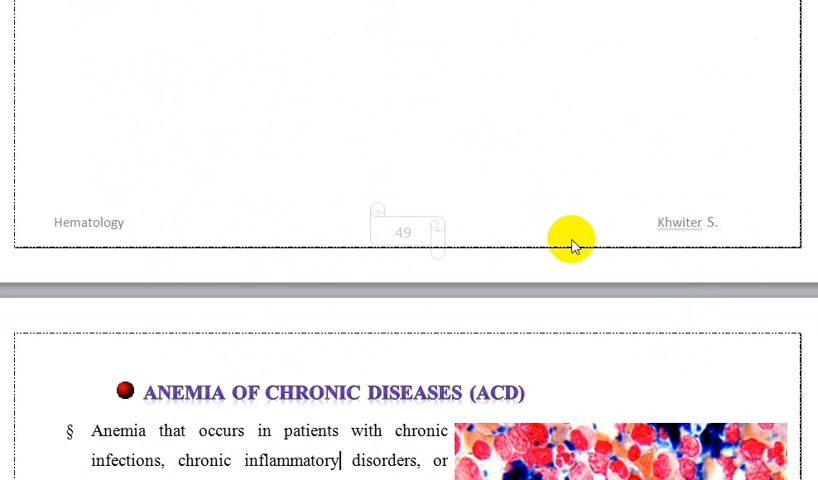 Hematology
49
Khwiter S.
ANEMIA OF CHRONIC DISEASES (ACD)
§ Anemia that occurs in patients with chronic
infections, chronic inflammatory disorders, or